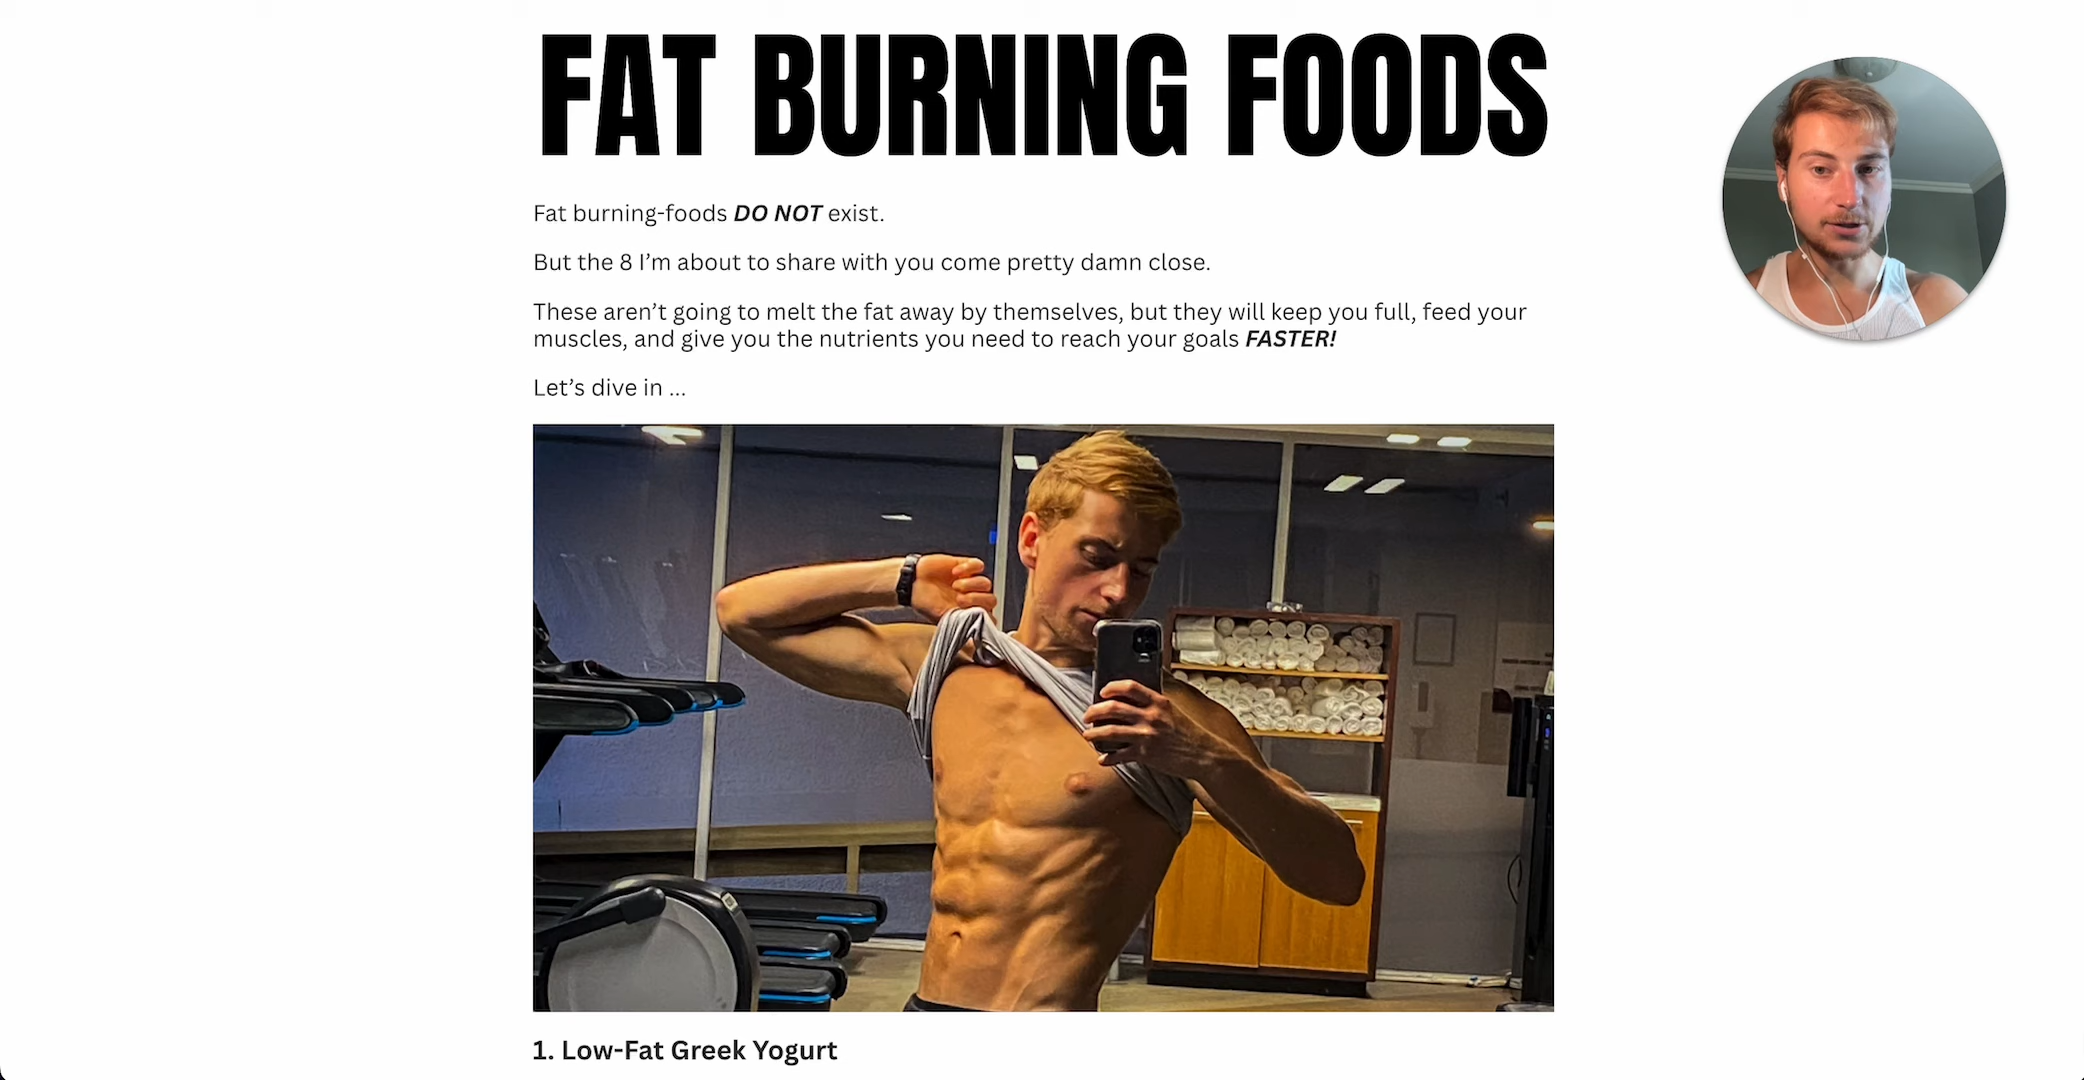 FAT BURNING FOODS
Fat burning-foods DO NOT exist.
But the 8 I’m about to share with you come pretty damn close.
These aren’t going to melt the fat away by themselves, but they will keep you full, feed your
muscles, and give you the nutrients you need to reach your goals FASTER!
Let’s dive in ...
1. Low-Fat Greek Yogurt